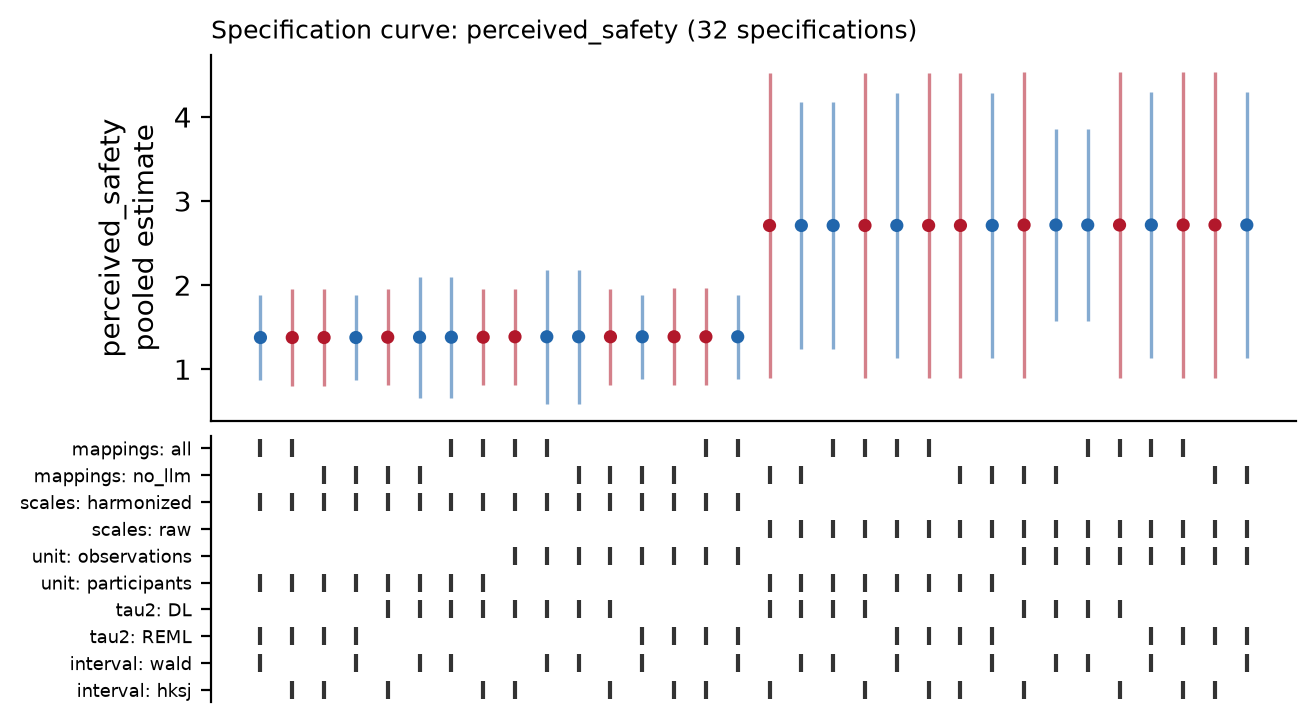 Specification curve: perceived_safety (32 specifications)
perceived_safety
pooled estimate
4
3
2
1
mappings: all
mappings: no_llm
scales: harmonized
scales: raw
unit: observations
unit: participants
tau2: DL
tau2: REML
interval: wald
interval: hksj